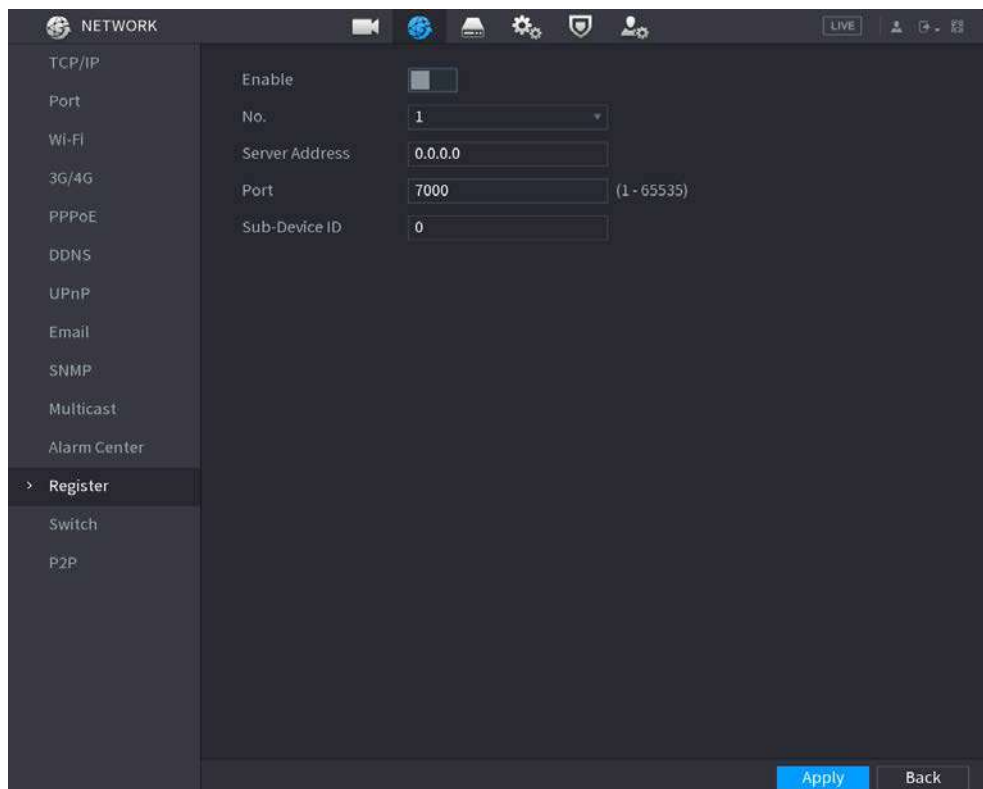 NETWORK
LIVE
TCP/IP
Port
Wi-Fi
3G/4G
PPPoE
DDNS
UPnP
Email
SNMP
Multicast
Alarm Center
> Register
Switch
P2P
Enable
No. 1
Server Address 0.0.0.0
Port 7000 (1 - 65535)
Sub-Device ID 0
Apply Back